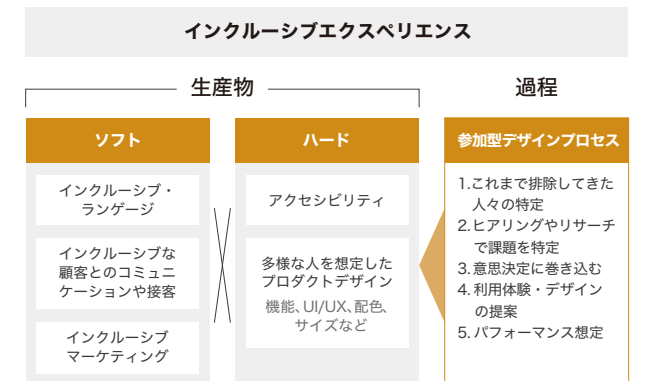 インクルーシブエクスペリエンス
生産物
過程
ソフト
インクルーシブ・
ランゲージ
インクルーシブな
顧客とのコミュニ
ケーションや接客
インクルーシブ
マーケティング
ハード
アクセシビリティ
多様な人を想定した
プロダクトデザイン
機能、UI/UX、配色、
サイズなど
参加型デザインプロセス
1.これまで排除してきた
人々の特定
2.ヒアリングやリサーチ
で課題を特定
3.意思決定に巻き込む
4.利用体験・デザイン
の提案
5.パフォーマンス想定